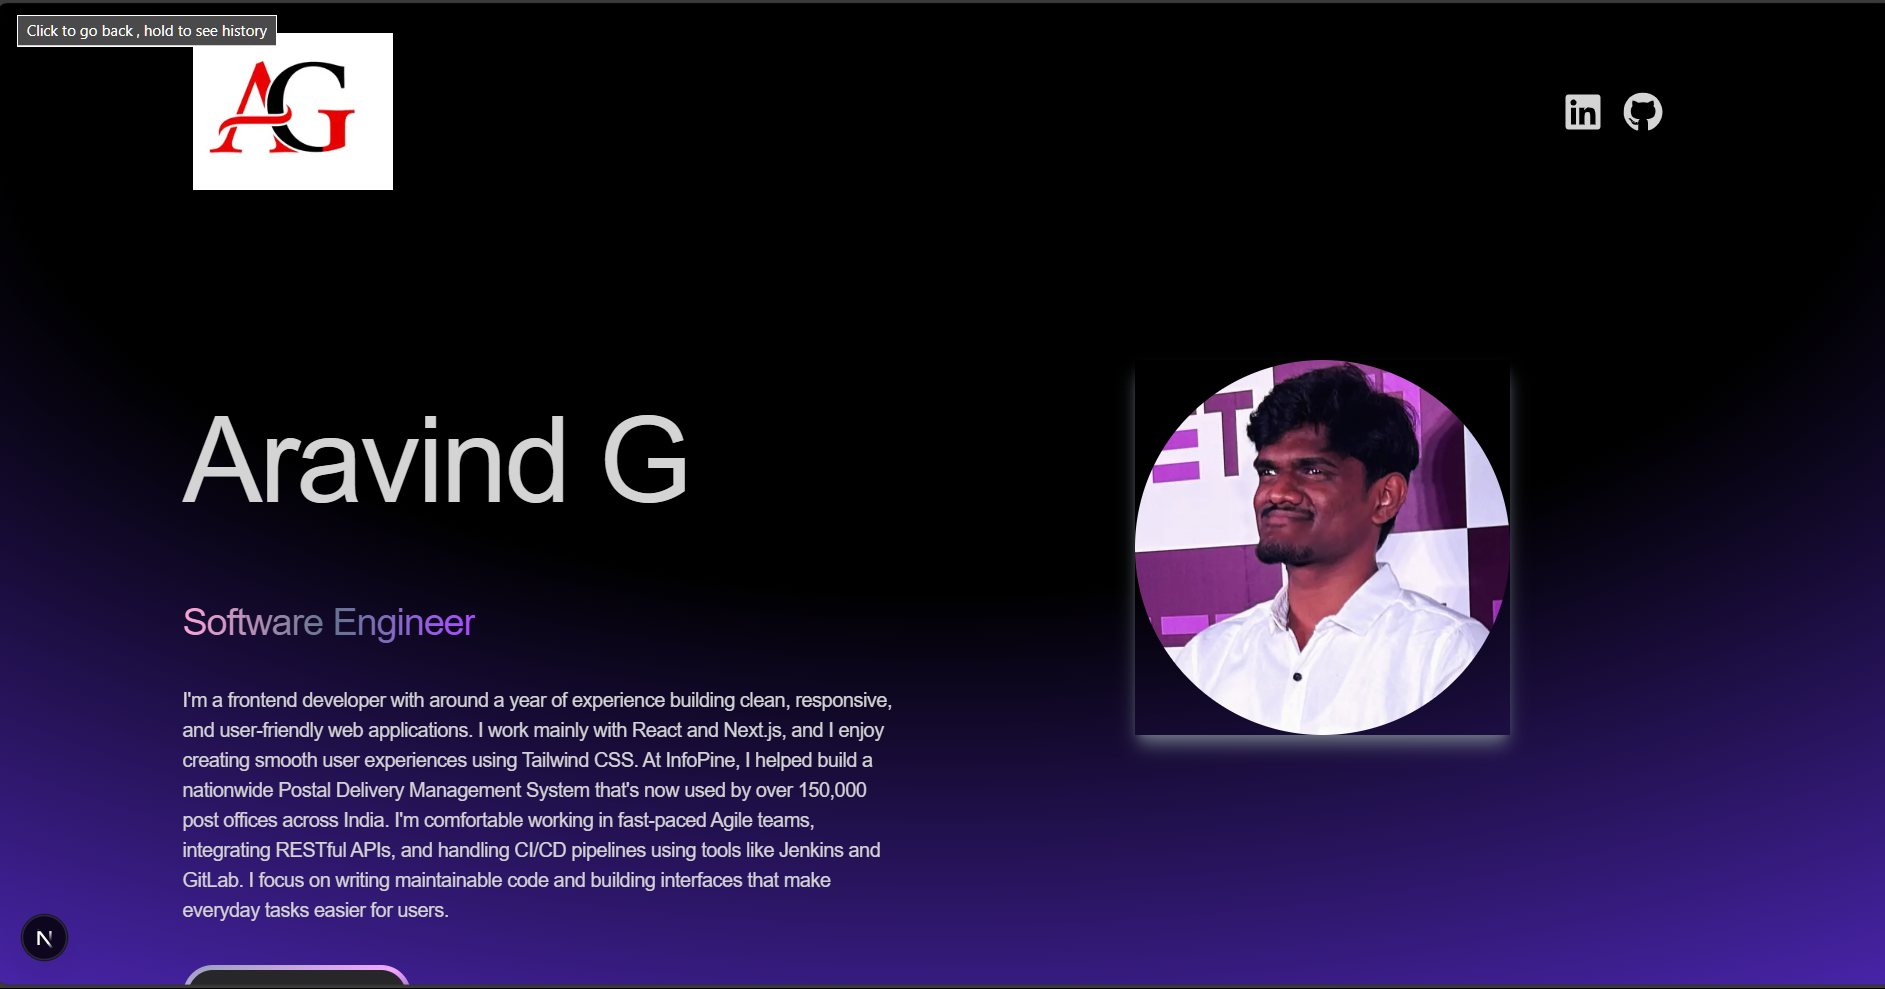 Click to go back , hold to see history
AG
in
ET
E
Aravind G
Software Engineer
I'm a frontend developer with around a year of experience building clean, responsive,
and user-friendly web applications. I work mainly with React and Next.js, and I enjoy
creating smooth user experiences using Tailwind CSS. At InfoPine, I helped build a
nationwide Postal Delivery Management System that's now used by over 150,000
post offices across India. I'm comfortable working in fast-paced Agile teams,
integrating RESTful APIs, and handling CI/CD pipelines using tools like Jenkins and
GitLab. I focus on writing maintainable code and building interfaces that make
everyday tasks easier for users.
N